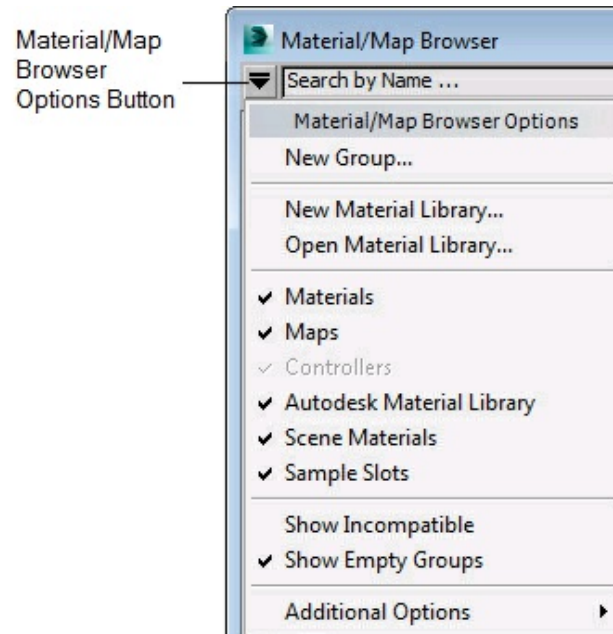 Material/Map
Browser
Options Button
Material/Map Browser
Search by Name ...
Material/Map Browser Options
New Group...
New Material Library...
Open Material Library...
Materials
Maps
Controllers
Autodesk Material Library
Scene Materials
Sample Slots
Show Incompatible
Show Empty Groups
Additional Options